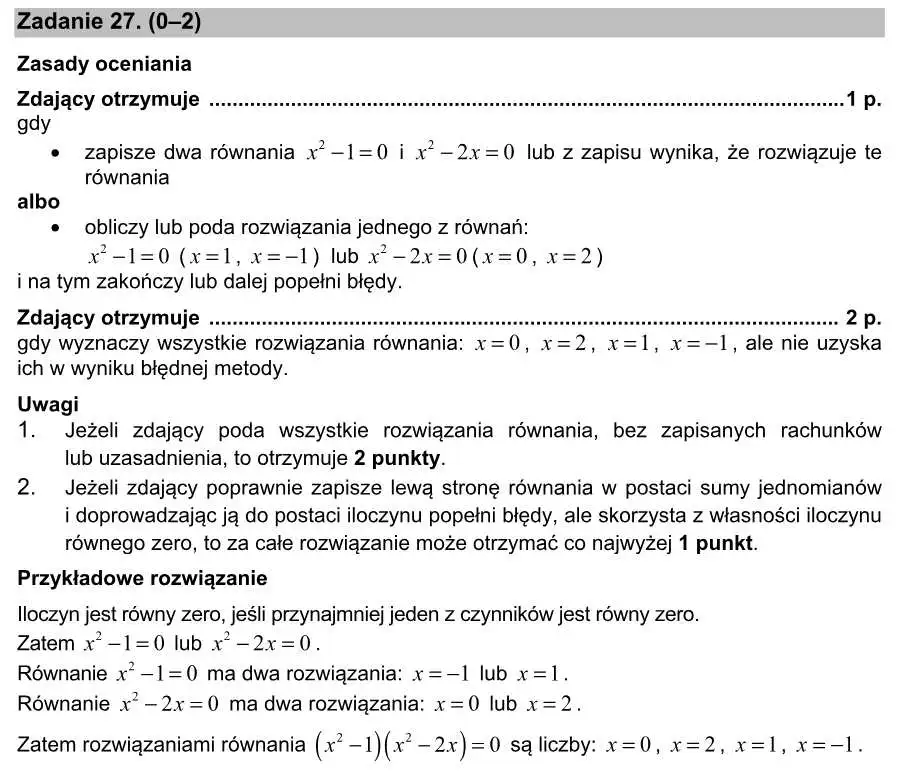 Zadanie 27. (0–2)
Zasady oceniania
Zdający otrzymuje ............................................................................................................1 p.
gdy
• zapisze dwa równania x² −1=0 i x² −2x=0 lub z zapisu wynika, że rozwiązuje te
równania
albo
• obliczy lub poda rozwiązania jednego z równań:
x² −1=0 (x=1, x=−1) lub x² −2x=0(x=0, x=2)
i na tym zakończy lub dalej popełni błędy.
Zdający otrzymuje ........................................................................................................... 2 p.
gdy wyznaczy wszystkie rozwiązania równania: x=0, x=2, x=1, x=−1, ale nie uzyska
ich w wyniku błędnej metody.
Uwagi
1. Jeżeli zdający poda wszystkie rozwiązania równania, bez zapisanych rachunków
lub uzasadnienia, to otrzymuje 2 punkty.
2. Jeżeli zdający poprawnie zapisze lewą stronę równania w postaci sumy jednomianów
i doprowadzając ją do postaci iloczynu popełni błędy, ale skorzysta z własności iloczynu
równego zero, to za całe rozwiązanie może otrzymać co najwyżej 1 punkt.
Przykładowe rozwiązanie
Iloczyn jest równy zero, jeśli przynajmniej jeden z czynników jest równy zero.
Zatem x² −1=0 lub x² −2x=0.
Równanie x² −1=0 ma dwa rozwiązania: x=−1 lub x=1.
Równanie x² −2x=0 ma dwa rozwiązania: x=0 lub x=2.
Zatem rozwiązaniami równania (x² −1)(x² −2x)=0 są liczby: x=0, x=2, x=1, x=−1.